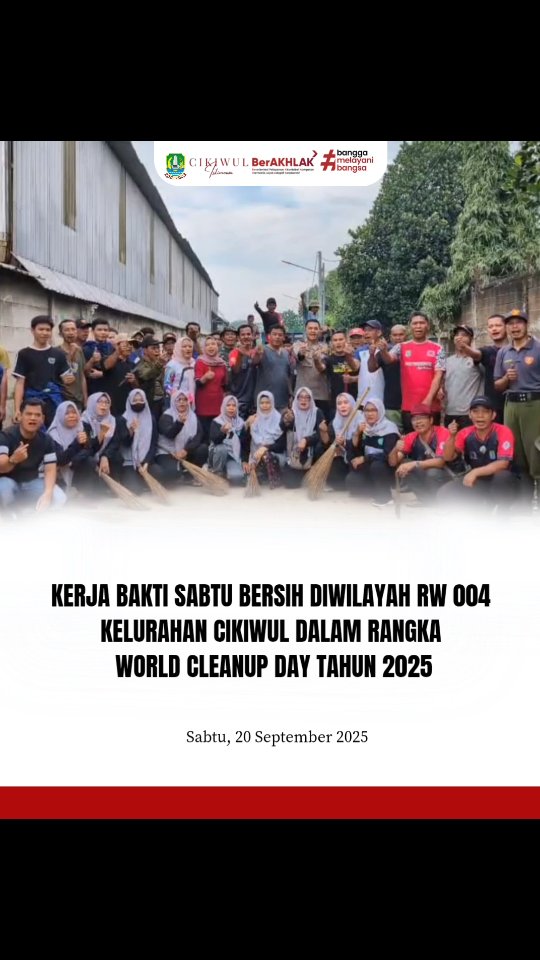 CIKIWUL
BerAKHLAK
#bangga
melayani
bangsa
KERJA BAKTI SABTU BERSIH DIWILAYAH RW 004
KELURAHAN CIKIWUL DALAM RANGKA
WORLD CLEANUP DAY TAHUN 2025
Sabtu, 20 September 2025